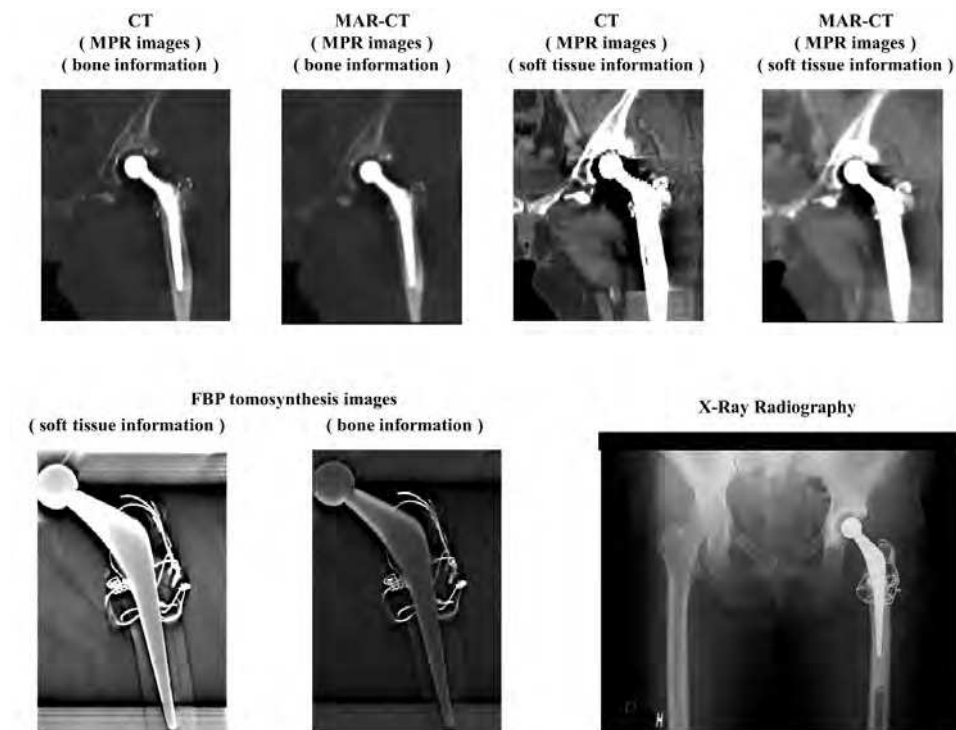 CT
( MPR images )
( bone information )
MAR-CT
( MPR images )
( bone information )
CT
( MPR images )
( soft tissue information )
MAR-CT
( MPR images )
( soft tissue information )
FBP tomosynthesis images
( soft tissue information )
( bone information )
X-Ray Radiography